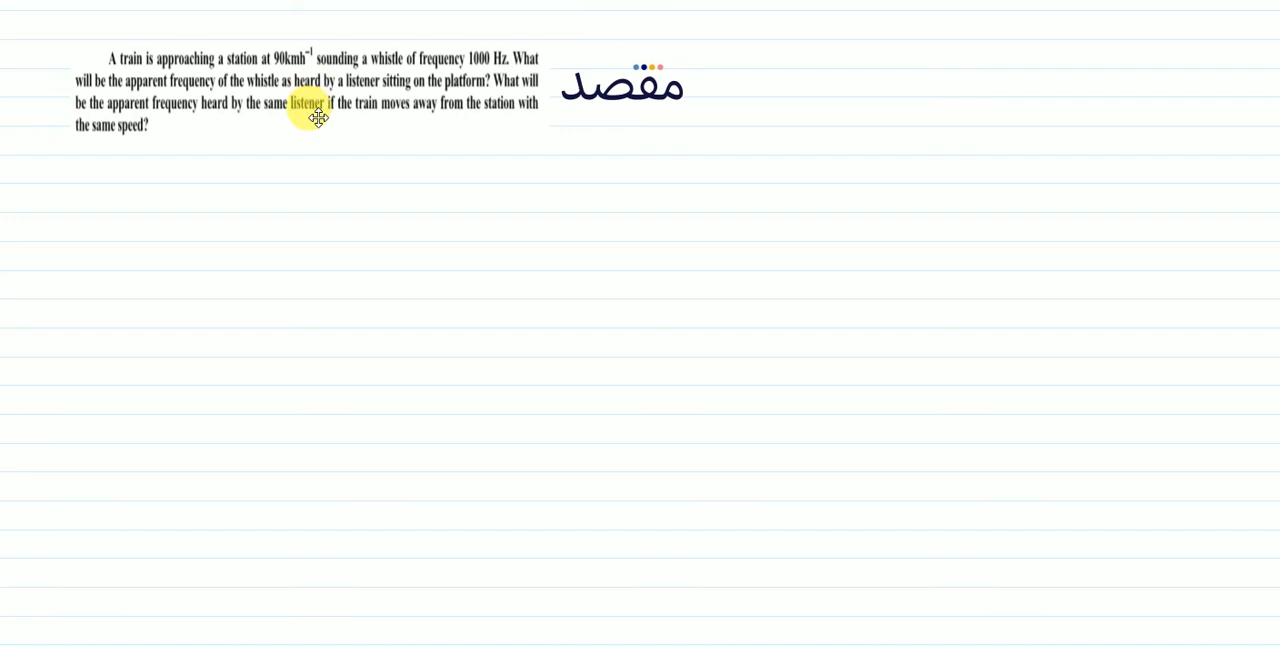 A train is approaching a station at 90kmh⁻¹ sounding a whistle of frequency 1000 Hz. What
will be the apparent frequency of the whistle as heard by a listener sitting on the platform? What will
be the apparent frequency heard by the same listener if the train moves away from the station with
the same speed?
مقصد